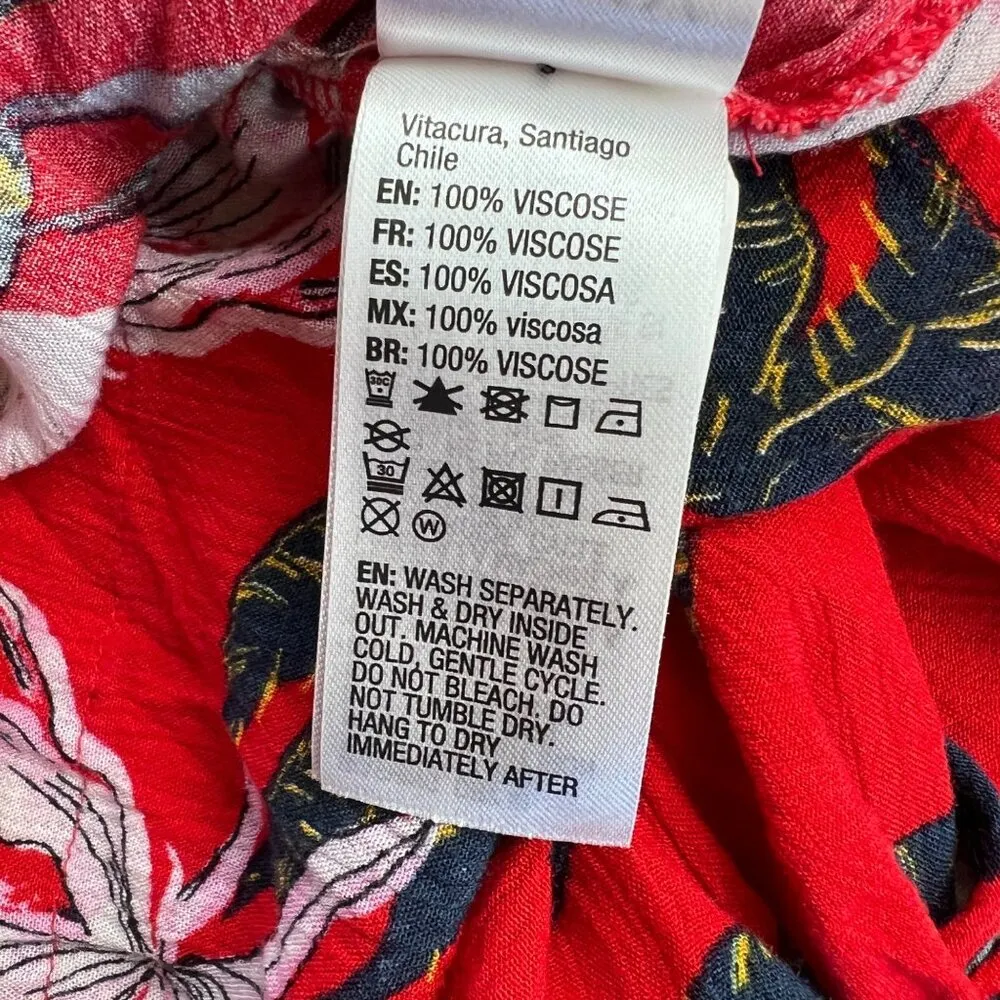 Vitacura, Santiago
Chile
EN: 100% VISCOSE
FR: 100% VISCOSE
ES: 100% VISCOSA
MX: 100% viscosa
BR: 100% VISCOSE
30C
30
W
EN: WASH SEPARATELY.
WASH & DRY INSIDE
OUT. MACHINE WASH
COLD, GENTLE CYCLE.
DO NOT BLEACH. DO
NOT TUMBLE DRY.
HANG TO DRY
IMMEDIATELY AFTER